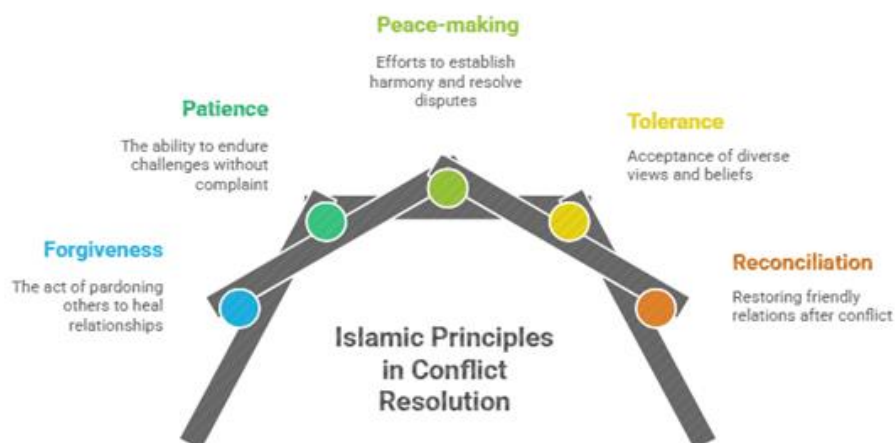 Peace-making
Efforts to establish
harmony and resolve
disputes
Patience
The ability to endure
challenges without
complaint
Tolerance
Acceptance of diverse
views and beliefs
Forgiveness
The act of pardoning
others to heal
relationships
Reconciliation
Restoring friendly
relations after conflict
Islamic Principles
in Conflict
Resolution